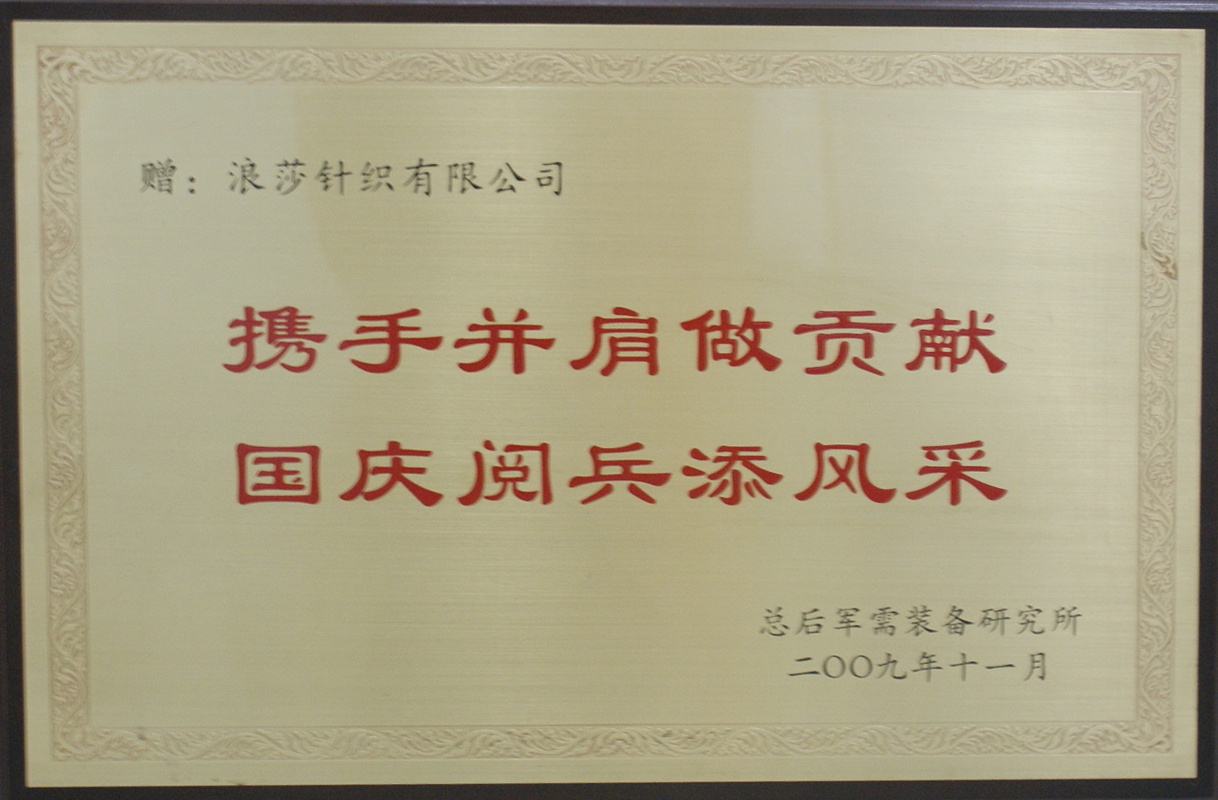 赠：浪莎针织有限公司
携手并肩做贡献
国庆阅兵添风采
总后军需装备研究所
二〇〇九年十一月